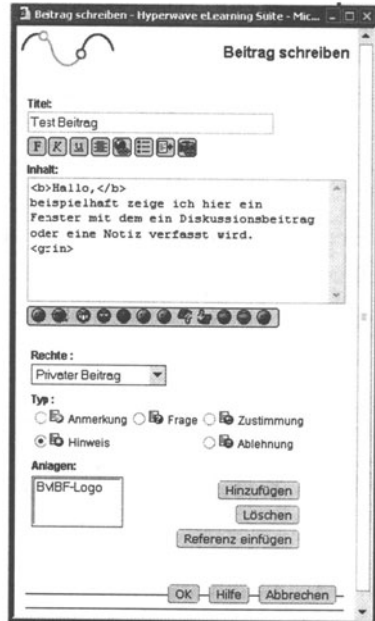 Beitrag schreiben - Hyperwave eLearning Suite - Mic...
Beitrag schreiben
Titel:
Test Beitrag
F K U
Inhalt:
<b>Hallo,</b>
beispielhaft zeige ich hier ein
Fenster mit dem ein Diskussionsbeitrag
oder eine Notiz verfasst wird.
<grin>
Rechte :
Privater Beitrag
Typ :
Anmerkung Frage Zustimmung
Hinweis Ablehnung
Anlagen:
BMBF-Logo
Hinzufügen
Löschen
Referenz einfügen
OK Hilfe Abbrechen